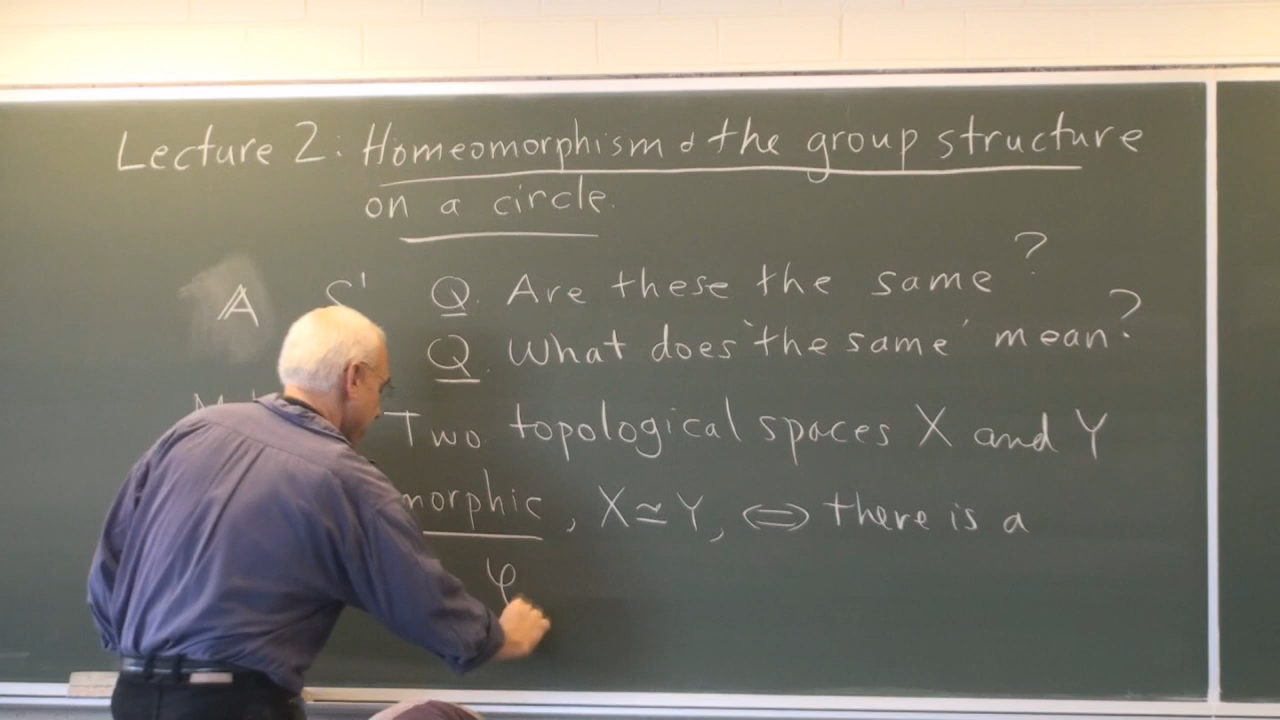 Lecture 2: Homeomorphism & the group structure
on a circle.
A S¹ Q. Are these the same?
Q. What does 'the same' mean?
Two topological spaces X and Y
morphic, X≃Y, ⇔ there is a
φ